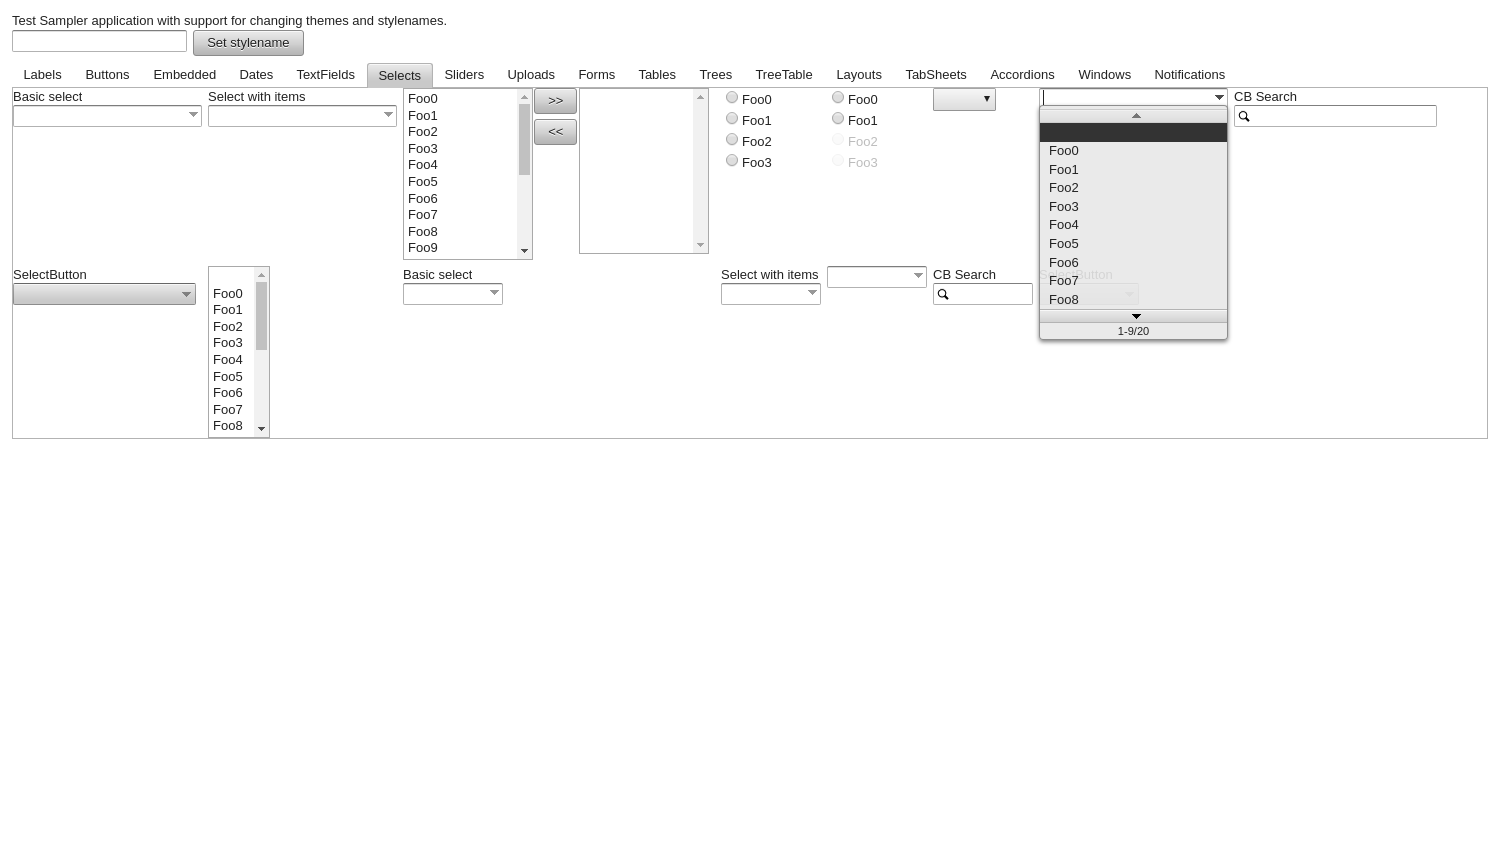 Test Sampler application with support for changing themes and stylenames.
Set stylename
Labels Buttons Embedded Dates TextFields Selects Sliders Uploads Forms Tables Trees TreeTable Layouts TabSheets Accordions Windows Notifications
Basic select
Select with items
Foo0
Foo1
Foo2
Foo3
Foo4
Foo5
Foo6
Foo7
Foo8
Foo9
>>
<<
Foo0
Foo1
Foo2
Foo3
Foo0
Foo1
Foo2
Foo3
Foo0
Foo1
Foo2
Foo3
Foo4
Foo5
Foo6
Foo7
Foo8
1-9/20
CB Search
SelectButton
Foo0
Foo1
Foo2
Foo3
Foo4
Foo5
Foo6
Foo7
Foo8
Basic select
Select with items
CB Search
SelectButton